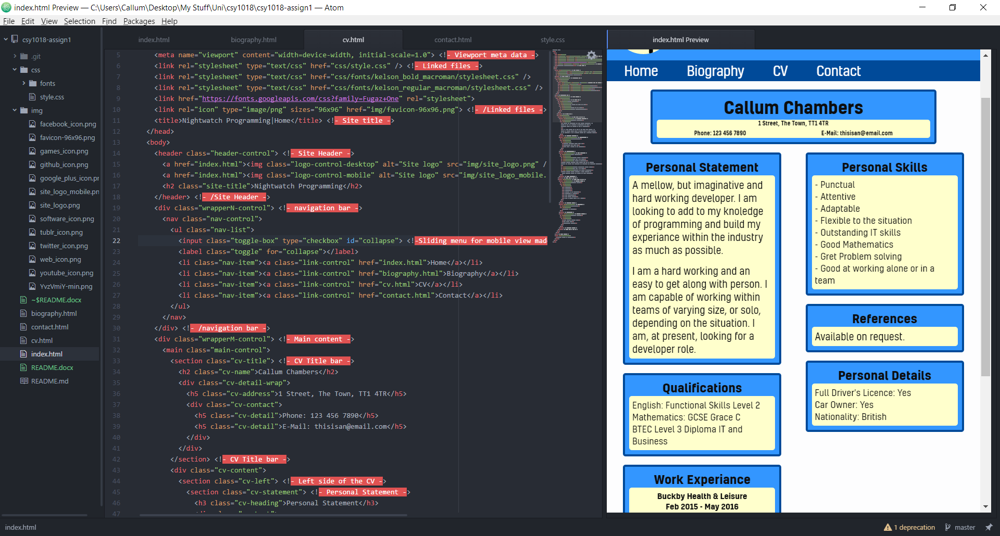 index.html Preview — C:\Users\Callum\Desktop\My Stuff\Uni\csy1018\csy1018-assign1 — Atom
File Edit View Selection Find Packages Help
csy1018-assign1
.git
css
fonts
style.css
img
facebook_icon.png
favicon-96x96.png
games_icon.png
github_icon.png
google_plus_icon.pr
site_logo_mobile.pn
site_logo.png
software_icon.png
tublr_icon.png
twitter_icon.png
web_icon.png
youtube_icon.png
YvzVmiY-min.png
~$README.docx
biography.html
contact.html
cv.html
index.html
README.docx
README.md
index.html biography.html cv.html contact.html style.css
5 <meta name="viewport" content="width=device-width, initial-scale=1.0"> <!- Viewport meta data ->
6 <link rel="stylesheet" type="text/css" href="css/style.css" /> <!- Linked files ->
7 <link rel="stylesheet" type="text/css" href="css/fonts/kelson_bold_macroman/stylesheet.css" />
8 <link rel="stylesheet" type="text/css" href="css/fonts/kelson_regular_macroman/stylesheet.css" />
9 <link href="https://fonts.googleapis.com/css?family=Fugaz+One" rel="stylesheet">
10 <link rel="icon" type="image/png" sizes="96x96" href="img/favicon-96x96.png"> <!- /Linked files ->
11 <title>Nightwatch Programming|Home</title> <!- Site title ->
12 </head>
13 <body>
14 <header class="header-control"> <!- Site Header ->
15 <a href="index.html"><img class="logo-control-desktop" alt="Site logo" src="img/site_logo.png" /
16 <a href="index.html"><img class="logo-control-mobile" alt="Site logo" src="img/site_logo_mobile.
17 <h2 class="site-title">Nightwatch Programming</h2>
18 </header> <!- /Site Header ->
19 <div class="wrapperN-control"> <!- navigation bar ->
20 <nav class="nav-control">
21 <ul class="nav-list">
22 <input class="toggle-box" type="checkbox" id="collapse"> <!-Sliding menu for mobile view mad
23 <label class="toggle" for="collapse"></label>
24 <li class="nav-item"><a class="link-control" href="index.html">Home</a></li>
25 <li class="nav-item"><a class="link-control" href="biography.html">Biography</a></li>
26 <li class="nav-item"><a class="link-control" href="cv.html">CV</a></li>
27 <li class="nav-item"><a class="link-control" href="contact.html">Contact</a></li>
28 </ul>
29 </nav>
30 </div> <!- /navigation bar ->
31 <div class="wrapperM-control"> <!- Main content ->
32 <main class="main-control">
33 <section class="cv-title"> <!- CV Title bar ->
34 <h2 class="cv-name">Callum Chambers</h2>
35 <div class="cv-detail-wrap">
36 <h5 class="cv-address">1 Street, The Town, TT1 4TR</h5>
37 <div class="cv-contact">
38 <h5 class="cv-detail">Phone: 123 456 7890</h5>
39 <h5 class="cv-detail">E-Mail: thisisan@email.com</h5>
40 </div>
41 </div>
42 </section> <!- CV Title bar ->
43 <div class="cv-content">
44 <section class="cv-left"> <!- Left side of the CV ->
45 <section class="cv-statement"> <!- Personal Statement ->
46 <h3 class="cv-heading">Personal Statement</h3>
47
index.html Preview
Home Biography CV Contact
Callum Chambers
1 Street, The Town, TT1 4TR
Phone: 123 456 7890 E-Mail: thisisan@email.com
Personal Statement
A mellow, but imaginative and
hard working developer. I am
looking to add to my knoledge
of programming and build my
experiance within the industry
as much as possible.
I am a hard working and an
easy to get along with person. I
am capable of working within
teams of varying size, or solo,
depending on the situation. I
am, at present, looking for a
developer role.
Qualifications
English: Functional Skills Level 2
Mathematics: GCSE Grace C
BTEC Level 3 Diploma IT and
Business
Work Experiance
Buckby Health & Leisure
Feb 2015 - May 2016
Personal Skills
- Punctual
- Attentive
- Adaptable
- Flexible to the situation
- Outstanding IT skills
- Good Mathematics
- Gret Problem solving
- Good at working alone or in a
team
References
Available on request.
Personal Details
Full Driver's Licence: Yes
Car Owner: Yes
Nationality: British
index.html
1 deprecation master